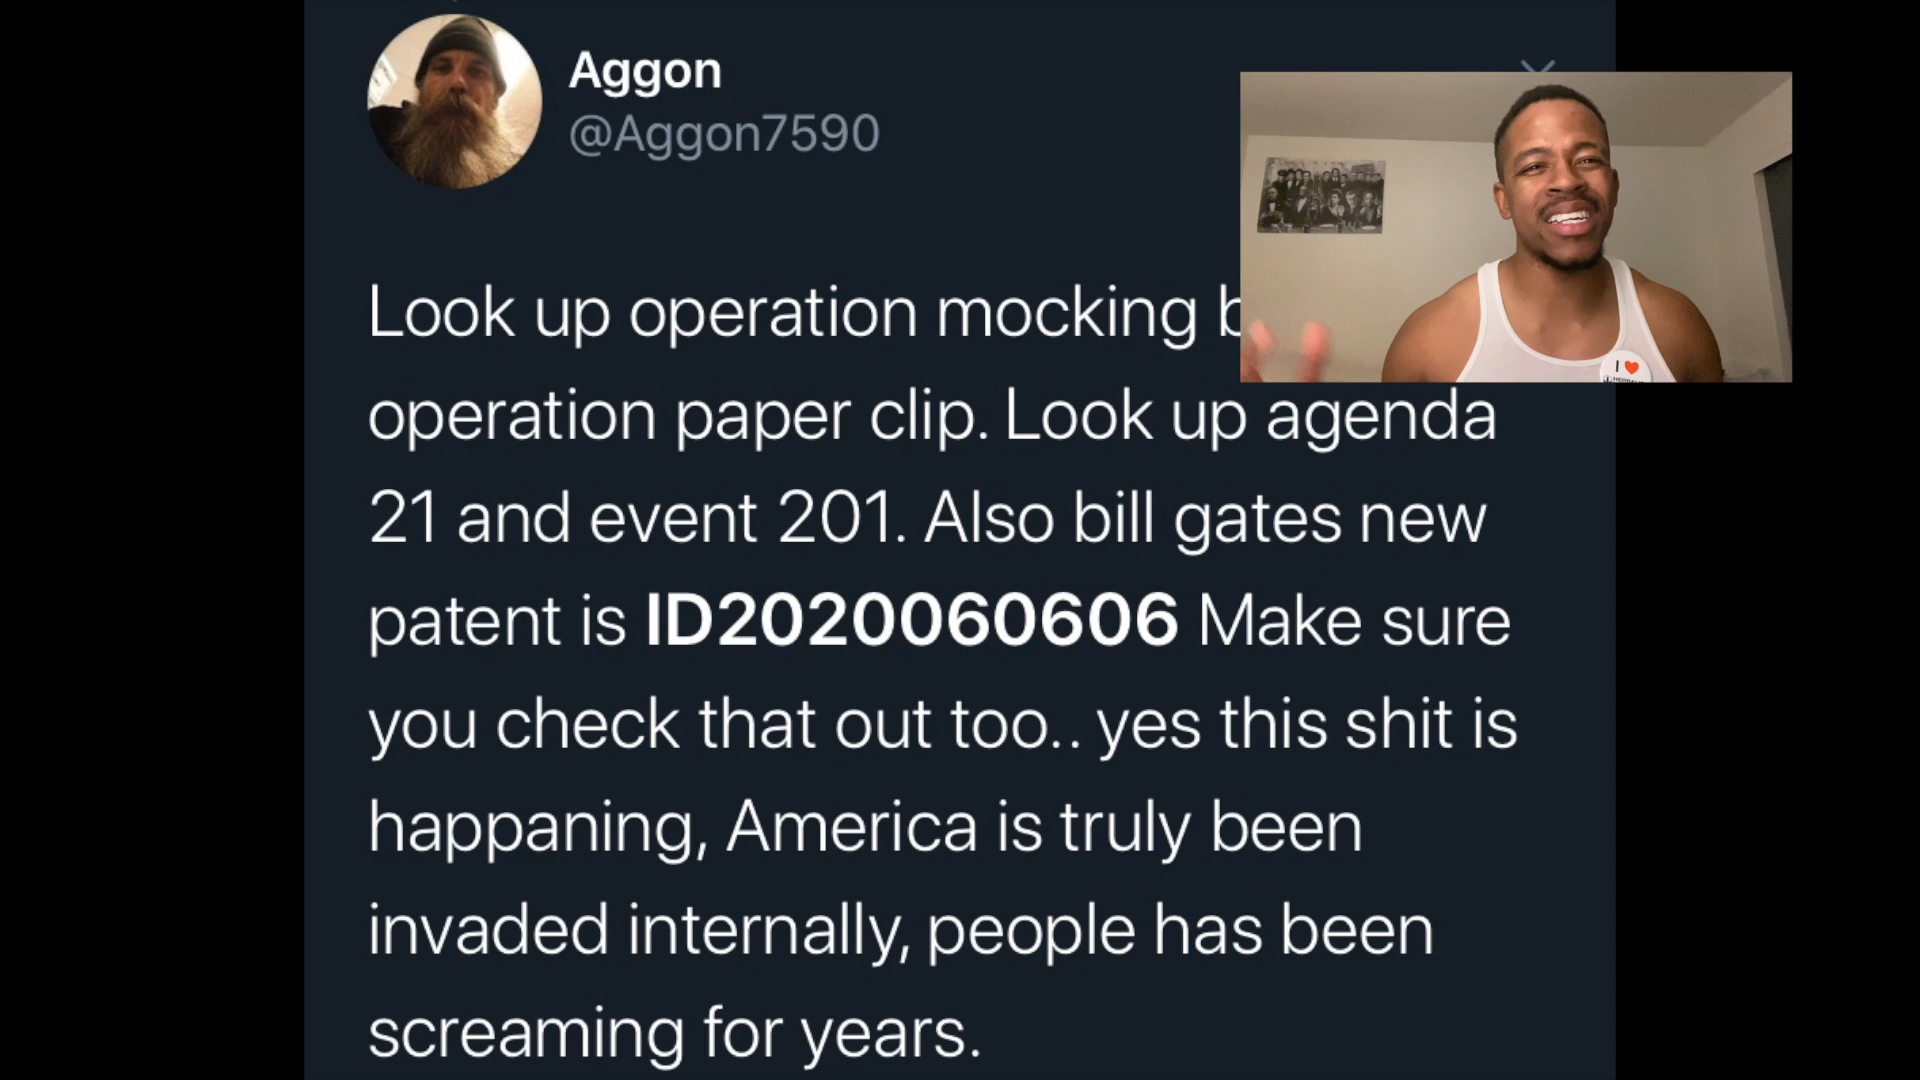 Aggon
@Aggon7590
Look up operation mocking
operation paper clip. Look up agenda
21 and event 201. Also bill gates new
patent is ID2020060606 Make sure
you check that out too.. yes this shit is
happaning, America is truly been
invaded internally, people has been
screaming for years.
I ❤